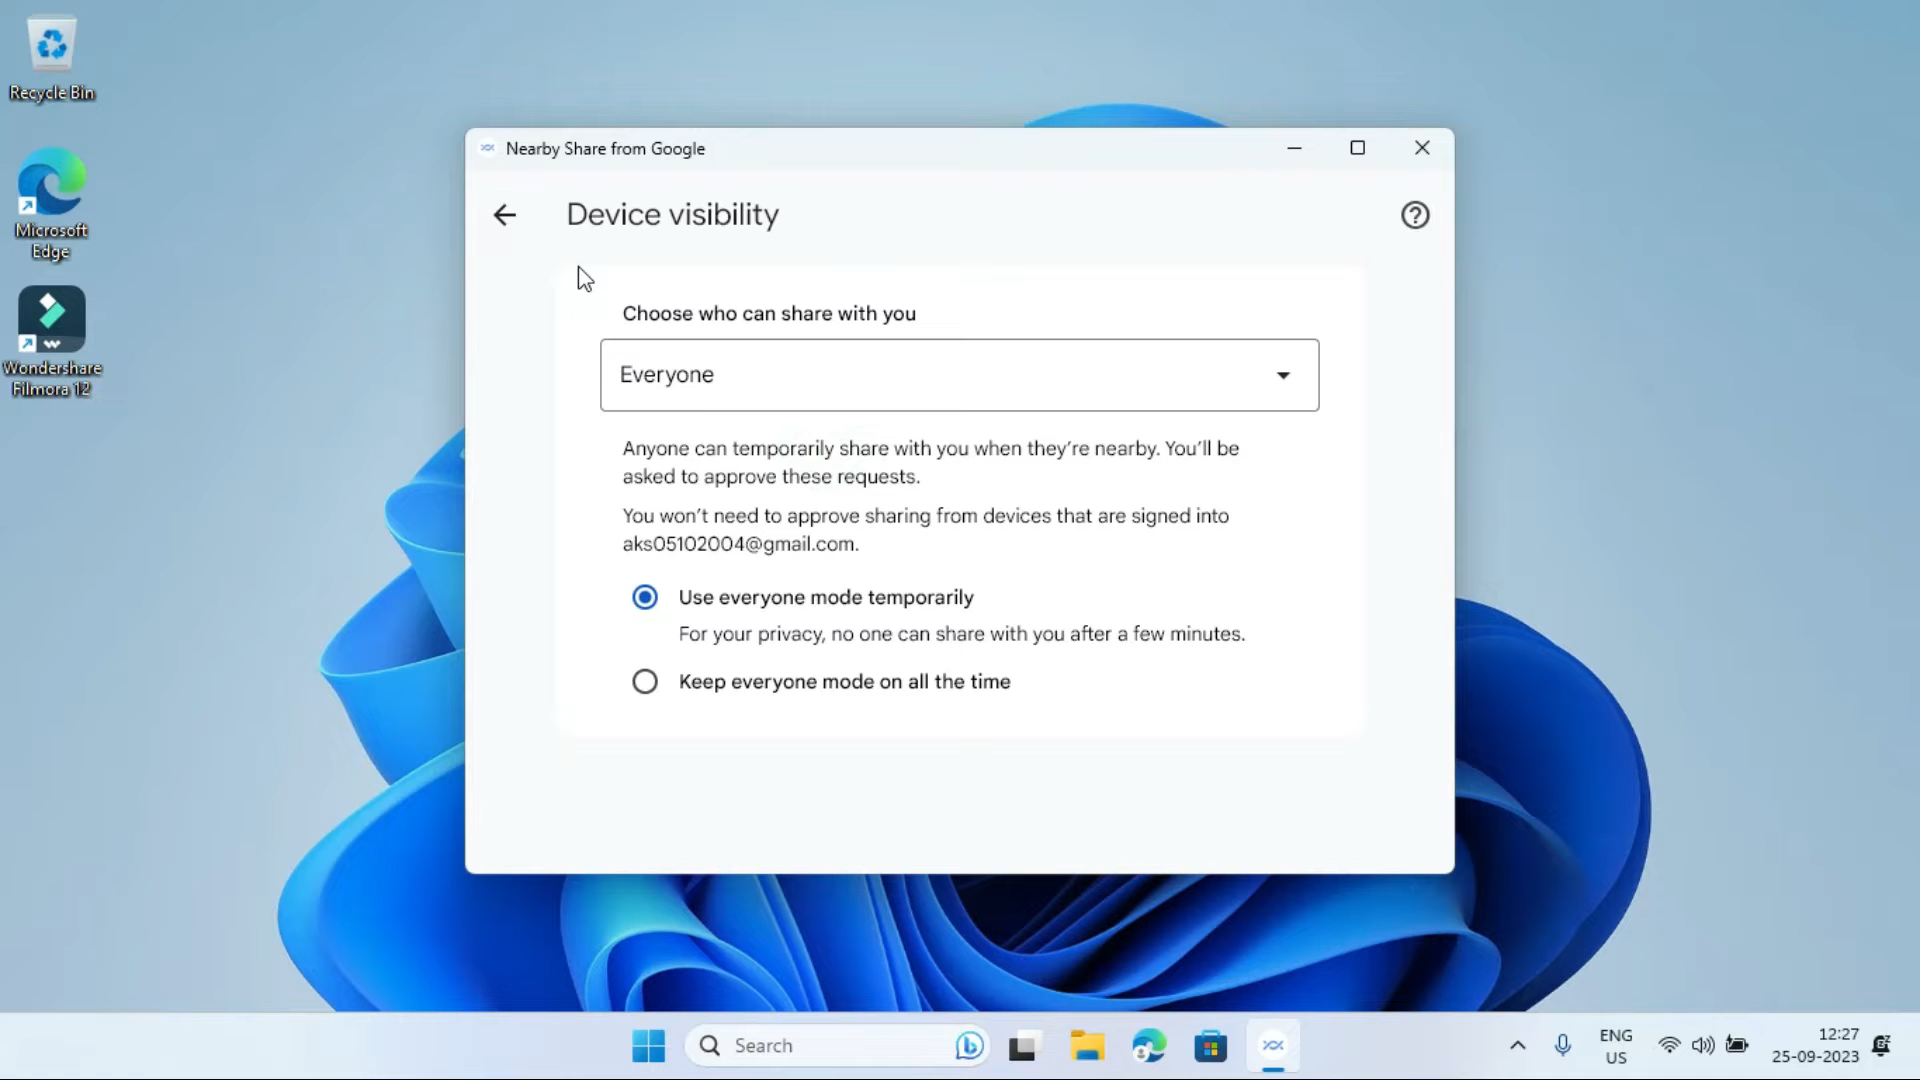 Recycle Bin
Microsoft
Edge
Wondershare
Filmora 12
Nearby Share from Google
Device visibility
Choose who can share with you
Everyone
Anyone can temporarily share with you when they're nearby. You'll be
asked to approve these requests.
You won't need to approve sharing from devices that are signed into
aks05102004@gmail.com.
Use everyone mode temporarily
For your privacy, no one can share with you after a few minutes.
Keep everyone mode on all the time
Search
ENG
US
12:27
25-09-2023